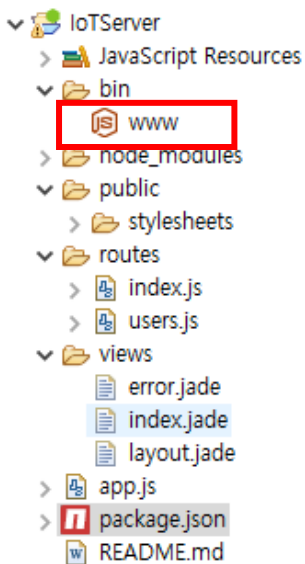 IoTServer
JavaScript Resources
bin
www
node_modules
public
stylesheets
routes
index.js
users.js
views
error.jade
index.jade
layout.jade
app.js
package.json
README.md